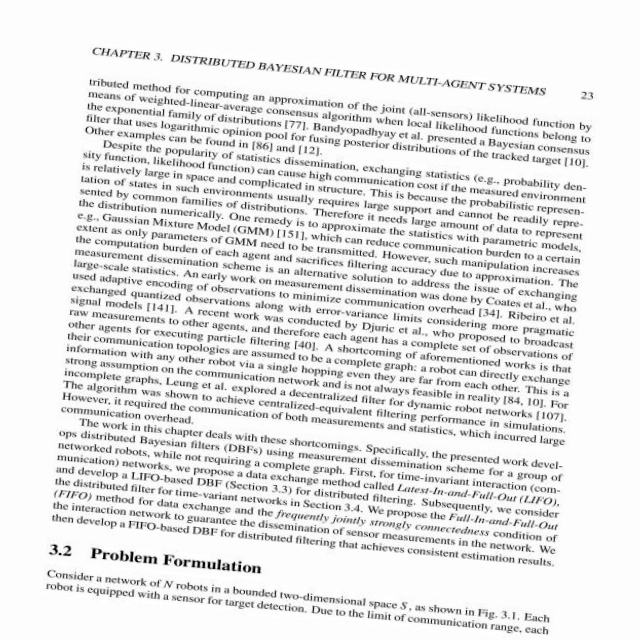 CHAPTER 3. DISTRIBUTED BAYESIAN FILTER FOR MULTI-AGENT SYSTEMS 23
tributed method for computing an approximation of the joint (all-sensors) likelihood function by
means of weighted-linear-average consensus algorithm when local likelihood functions belong to
the exponential family of distributions [77]. Bandyopadhyay et al. presented a Bayesian consensus
filter that uses logarithmic opinion pool for fusing posterior distributions of the tracked target [10].
Other examples can be found in [86] and [12].
Despite the popularity of statistics dissemination, exchanging statistics (e.g., probability den-
sity function, likelihood function) can cause high communication cost if the measured environment
is relatively large in space and complicated in structure. This is because the probabilistic represen-
tation of states in such environments usually requires large support and cannot be readily repre-
sented by common families of distributions. Therefore it needs large amount of data to represent
the distribution numerically. One remedy is to approximate the statistics with parametric models,
e.g., Gaussian Mixture Model (GMM) [151], which can reduce communication burden to a certain
extent as only parameters of GMM need to be transmitted. However, such manipulation increases
the computation burden of each agent and sacrifices filtering accuracy due to approximation. The
measurement dissemination scheme is an alternative solution to address the issue of exchanging
large-scale statistics. An early work on measurement dissemination was done by Coates et al., who
used adaptive encoding of observations to minimize communication overhead [34]. Ribeiro et al.
exchanged quantized observations along with error-variance limits considering more pragmatic
signal models [141]. A recent work was conducted by Djuric et al., who proposed to broadcast
raw measurements to other agents, and therefore each agent has a complete set of observations of
other agents for executing particle filtering [40]. A shortcoming of aforementioned works is that
their communication topologies are assumed to be a complete graph: a robot can directly exchange
information with any other robot via a single hopping even they are far from each other. This is a
strong assumption on the communication network and is not always feasible in reality [84, 10]. For
incomplete graphs, Leung et al. explored a decentralized filter for dynamic robot networks [107].
The algorithm was shown to achieve centralized-equivalent filtering performance in simulations.
However, it required the communication of both measurements and statistics, which incurred large
communication overhead.
The work in this chapter deals with these shortcomings. Specifically, the presented work devel-
ops distributed Bayesian filters (DBFs) using measurement dissemination scheme for a group of
networked robots, while not requiring a complete graph. First, for time-invariant interaction (com-
munication) networks, we propose a data exchange method called Latest-In-and-Full-Out (LIFO),
and develop a LIFO-based DBF (Section 3.3) for distributed filtering. Subsequently, we consider
the distributed filter for time-variant networks in Section 3.4. We propose the Full-In-and-Full-Out
(FIFO) method for data exchange and the frequently jointly strongly connectedness condition of
the interaction network to guarantee the dissemination of sensor measurements in the network. We
then develop a FIFO-based DBF for distributed filtering that achieves consistent estimation results.
3.2 Problem Formulation
Consider a network of N robots in a bounded two-dimensional space S, as shown in Fig. 3.1. Each
robot is equipped with a sensor for target detection. Due to the limit of communication range, each